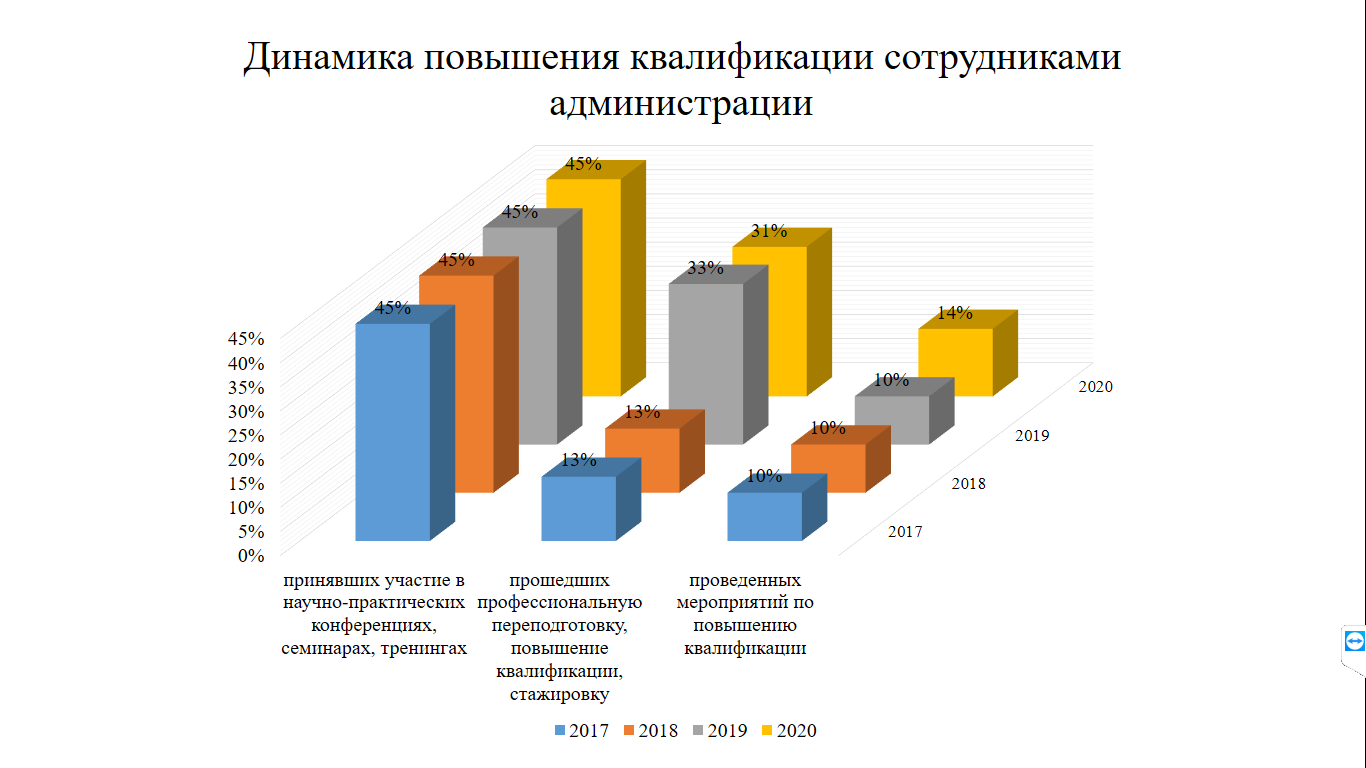 Динамика повышения квалификации сотрудниками
администрации
45%
45%
45%
31%
45%
33%
45%
14%
10%
13%
10%
13%
10%
45%
40%
35%
30%
25%
20%
15%
10%
5%
0%
2020
2019
2018
2017
принявших участие в
научно-практических
конференциях,
семинарах, тренингах
прошедших
профессиональную
переподготовку,
повышение
квалификации,
стажировку
проведенных
мероприятий по
повышению
квалификации
2017 2018 2019 2020